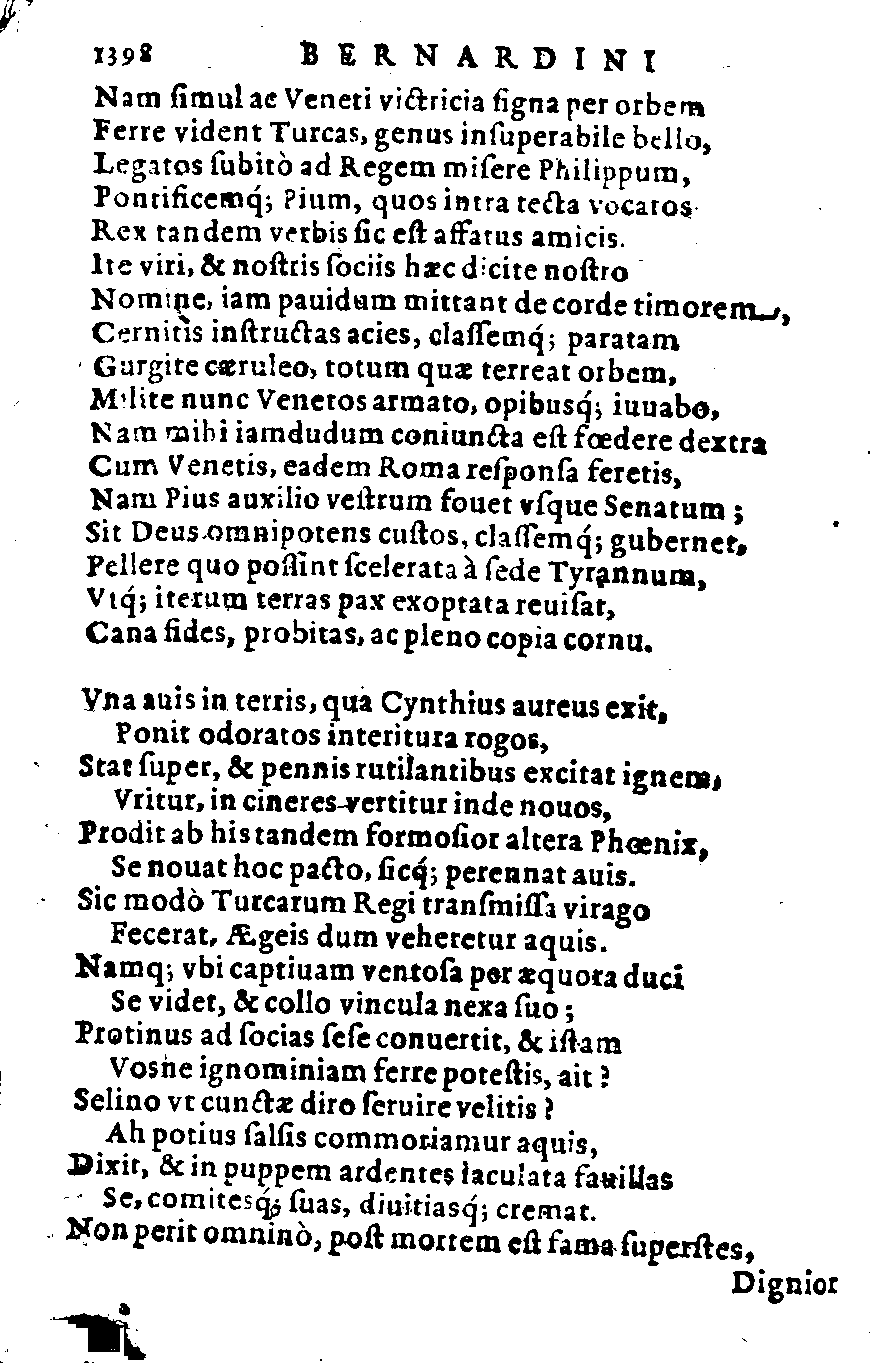 1398 BERNARDINI
Nam ſimul ac Veneti victricia ſigna per orbem
Ferre vident Turcas, genus inſuperabile bello,
Legatos ſubitò ad Regem miſere Philippum,
Pontificemq́; Pium, quos intra tecta vocatos
Rex tandem verbis ſic eſt affatus amicis.
Ite viri, & noſtris ſociis hæc dicite noſtro
Nomine, iam pauidum mittant de corde timorem,
Cernitis inſtructas acies, claſſemq́; paratam
Gurgite cæruleo, totum quæ terreat orbem,
Milite nunc Venetos armato, opibusq́; iuuabo,
Nam mihi iamdudum coniuncta eſt fœdere dextra
Cum Venetis, eadem Roma reſponſa feretis,
Nam Pius auxilio veſtrum fouet vſque Senatum;
Sit Deus omnipotens cuſtos, claſſemq́; gubernet,
Pellere quo poſſint ſcelerata à ſede Tyrannum,
Vtq́; iterum terras pax exoptata reuiſat,
Cana fides, probitas, ac pleno copia cornu.
Vna auis in terris, qua Cynthius aureus exit,
Ponit odoratos interitura rogos,
Stat ſuper, & pennis rutilantibus excitat ignem,
Vritur, in cineres vertitur inde nouos,
Prodit ab his tandem formoſior altera Phœnix,
Se nouat hoc pacto, ſicq́; perennat auis.
Sic modò Turcarum Regi tranſmiſſa virago
Fecerat, Ægeis dum veheretur aquis.
Namq; vbi captiuam ventoſa per æquora duci
Se videt, & collo vincula nexa ſuo;
Protinus ad ſocias ſeſe conuertit, & iſtam
Vosne ignominiam ferre poteſtis, ait?
Selino vt cunctæ diro ſeruire velitis?
Ah potius ſalſis commoriamur aquis,
Dixit, & in puppem ardentes iaculata fauillas
Se, comitesq́; ſuas, diuitiasq́; cremat.
Non perit omninò, poſt mortem eſt fama ſuperſtes,
Dignior